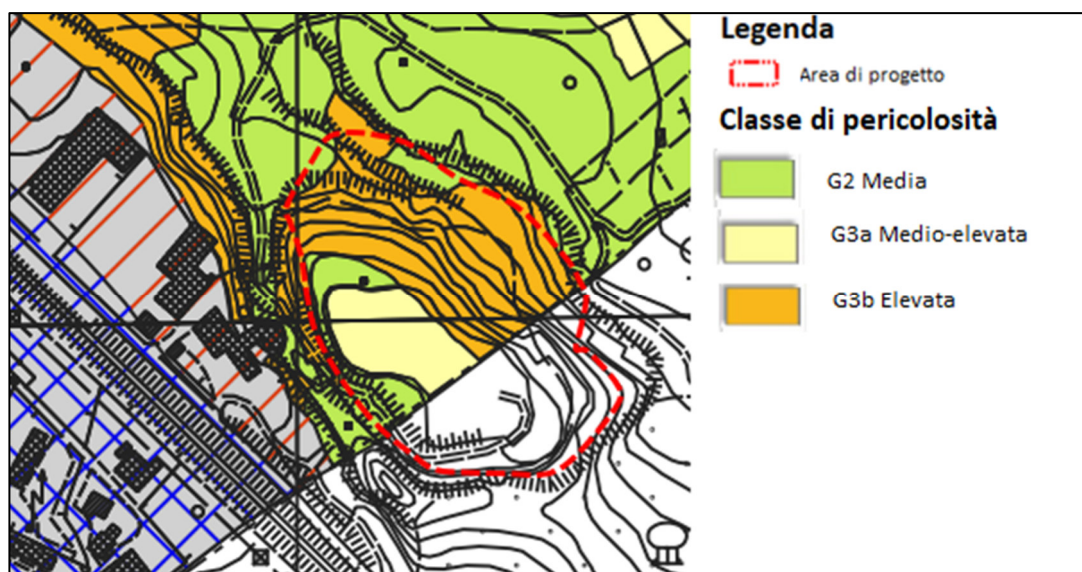 Legenda
Area di progetto
Classe di pericolosità
G2 Media
G3a Medio-elevata
G3b Elevata